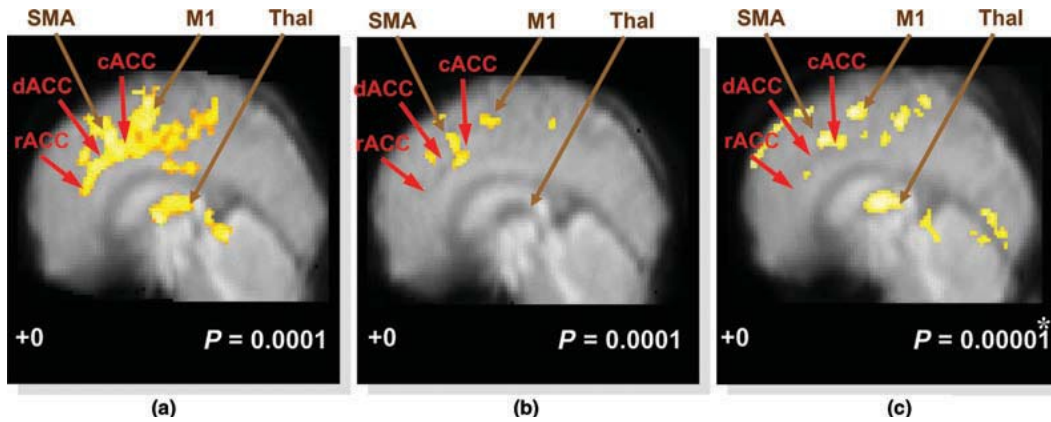 SMA M1 Thal
cACC
dACC
rACC
+0 P = 0.0001
(a)
SMA M1 Thal
cACC
dACC
rACC
+0 P = 0.0001
(b)
SMA M1 Thal
cACC
dACC
rACC
+0 P = 0.00001*
(c)